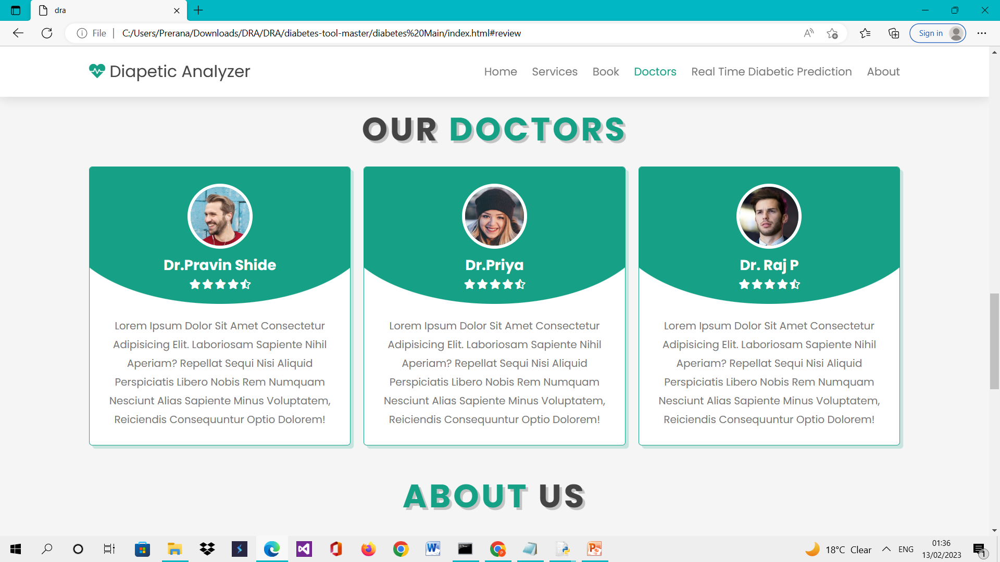 dra
File
C:/Users/Prerana/Downloads/DRA/DRA/diabetes-tool-master/diabetes%20Main/index.html#review
Sign in
Diapetic Analyzer
Home Services Book Doctors Real Time Diabetic Prediction About
OUR DOCTORS
Dr.Pravin Shide
Lorem Ipsum Dolor Sit Amet Consectetur
Adipisicing Elit. Laboriosam Sapiente Nihil
Aperiam? Repellat Sequi Nisi Aliquid
Perspiciatis Libero Nobis Rem Numquam
Nesciunt Alias Sapiente Minus Voluptatem,
Reiciendis Consequuntur Optio Dolorem!
Dr.Priya
Lorem Ipsum Dolor Sit Amet Consectetur
Adipisicing Elit. Laboriosam Sapiente Nihil
Aperiam? Repellat Sequi Nisi Aliquid
Perspiciatis Libero Nobis Rem Numquam
Nesciunt Alias Sapiente Minus Voluptatem,
Reiciendis Consequuntur Optio Dolorem!
Dr. Raj P
Lorem Ipsum Dolor Sit Amet Consectetur
Adipisicing Elit. Laboriosam Sapiente Nihil
Aperiam? Repellat Sequi Nisi Aliquid
Perspiciatis Libero Nobis Rem Numquam
Nesciunt Alias Sapiente Minus Voluptatem,
Reiciendis Consequuntur Optio Dolorem!
ABOUT US
18°C Clear
ENG
01:36
13/02/2023
1